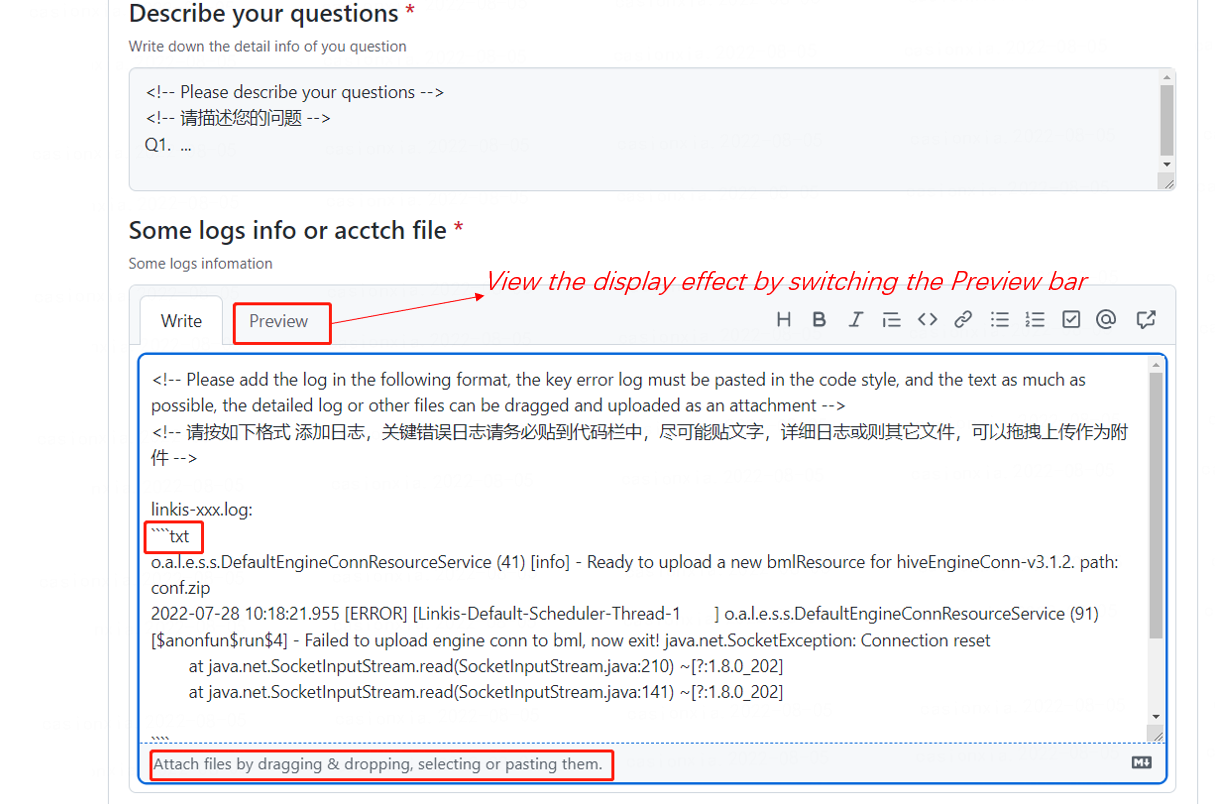 Describe your questions *
Write down the detail info of you question
<!-- Please describe your questions -->
<!-- 请描述您的问题 -->
Q1. ...
Some logs info or acctch file *
Some logs infomation
View the display effect by switching the Preview bar
Write Preview
<!-- Please add the log in the following format, the key error log must be pasted in the code style, and the text as much as
possible, the detailed log or other files can be dragged and uploaded as an attachment -->
<!-- 请按如下格式 添加日志，关键错误日志请务必贴到代码栏中，尽可能贴文字，详细日志或则其它文件，可以拖拽上传作为附
件 -->
linkis-xxx.log:
````txt
o.a.l.e.s.s.DefaultEngineConnResourceService (41) [info] - Ready to upload a new bmlResource for hiveEngineConn-v3.1.2. path:
conf.zip
2022-07-28 10:18:21.955 [ERROR] [Linkis-Default-Scheduler-Thread-1 ] o.a.l.e.s.s.DefaultEngineConnResourceService (91)
[$anonfun$run$4] - Failed to upload engine conn to bml, now exit! java.net.SocketException: Connection reset
at java.net.SocketInputStream.read(SocketInputStream.java:210) ~[?:1.8.0_202]
at java.net.SocketInputStream.read(SocketInputStream.java:141) ~[?:1.8.0_202]
````
Attach files by dragging & dropping, selecting or pasting them.